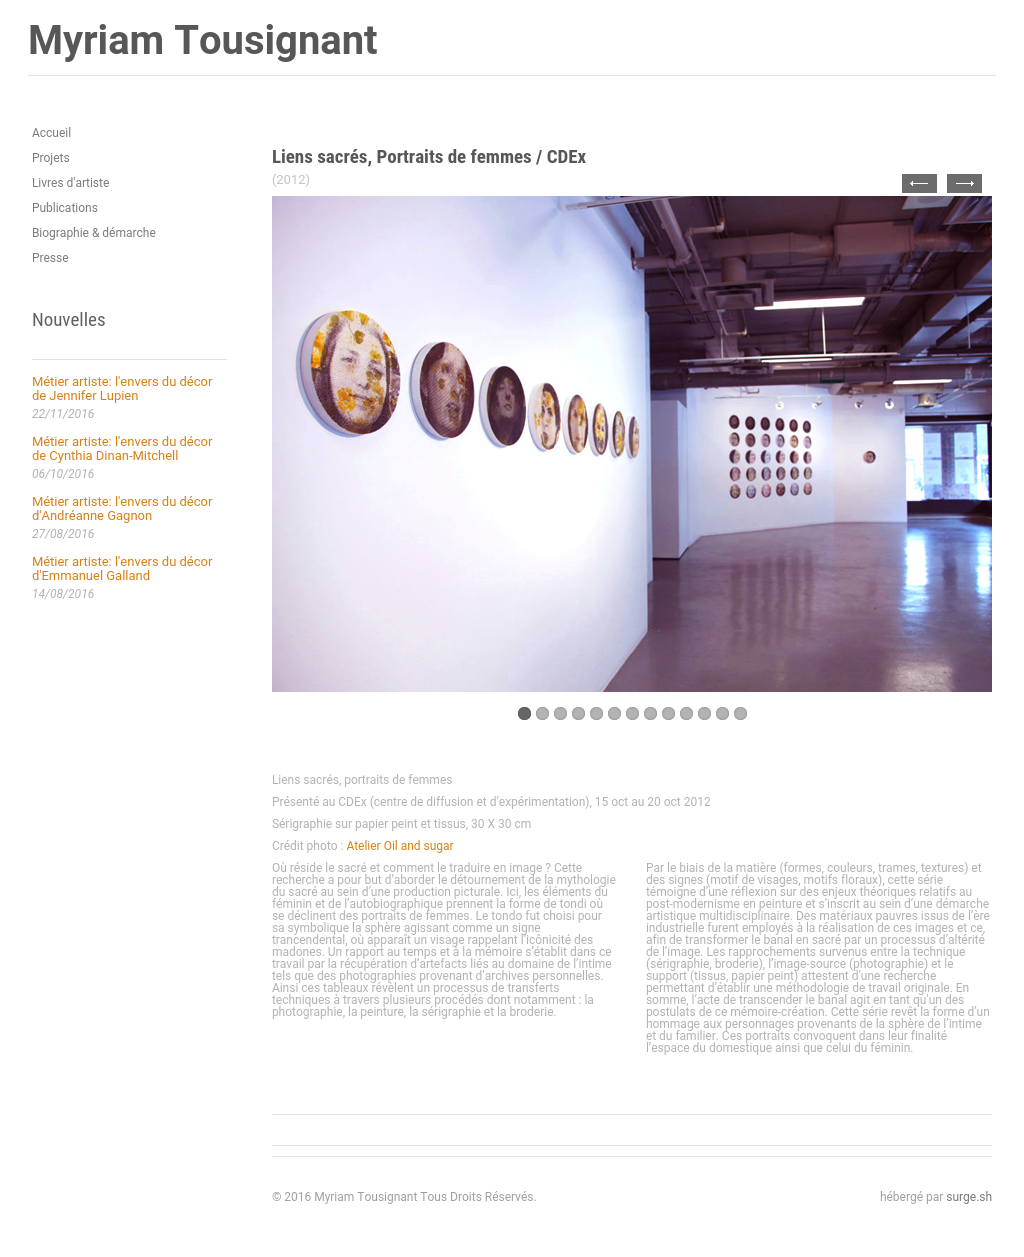 Myriam Tousignant
Accueil
Projets
Livres d'artiste
Publications
Biographie & démarche
Presse
Nouvelles
Métier artiste: l'envers du décor
de Jennifer Lupien
22/11/2016
Métier artiste: l'envers du décor
de Cynthia Dinan-Mitchell
06/10/2016
Métier artiste: l'envers du décor
d'Andréanne Gagnon
27/08/2016
Métier artiste: l'envers du décor
d'Emmanuel Galland
14/08/2016
Liens sacrés, Portraits de femmes / CDEx
(2012)
Liens sacrés, portraits de femmes
Présenté au CDEx (centre de diffusion et d'expérimentation), 15 oct au 20 oct 2012
Sérigraphie sur papier peint et tissus, 30 X 30 cm
Crédit photo : Atelier Oil and sugar
Où réside le sacré et comment le traduire en image ? Cette
recherche a pour but d'aborder le détournement de la mythologie
du sacré au sein d'une production picturale. Ici, les éléments du
féminin et de l'autobiographique prennent la forme de tondi où
se déclinent des portraits de femmes. Le tondo fut choisi pour
sa symbolique la sphère agissant comme un signe
trancendental, où apparaît un visage rappelant l'icônicité des
madones. Un rapport au temps et à la mémoire s'établit dans ce
travail par la récupération d'artefacts liés au domaine de l'intime
tels que des photographies provenant d'archives personnelles.
Ainsi ces tableaux révèlent un processus de transferts
techniques à travers plusieurs procédés dont notamment : la
photographie, la peinture, la sérigraphie et la broderie.
Par le biais de la matière (formes, couleurs, trames, textures) et
des signes (motif de visages, motifs floraux), cette série
témoigne d'une réflexion sur des enjeux théoriques relatifs au
post-modernisme en peinture et s'inscrit au sein d'une démarche
artistique multidisciplinaire. Des matériaux pauvres issus de l'ère
industrielle furent employés à la réalisation de ces images et ce,
afin de transformer le banal en sacré par un processus d'altérité
de l'image. Les rapprochements survenus entre la technique
(sérigraphie, broderie), l'image-source (photographie) et le
support (tissus, papier peint) attestent d'une recherche
permettant d'établir une méthodologie de travail originale. En
somme, l'acte de transcender le banal agit en tant qu'un des
postulats de ce mémoire-création. Cette série revêt la forme d'un
hommage aux personnages provenants de la sphère de l'intime
et du familier. Ces portraits convoquent dans leur finalité
l'espace du domestique ainsi que celui du féminin.
© 2016 Myriam Tousignant Tous Droits Réservés.
hébergé par surge.sh